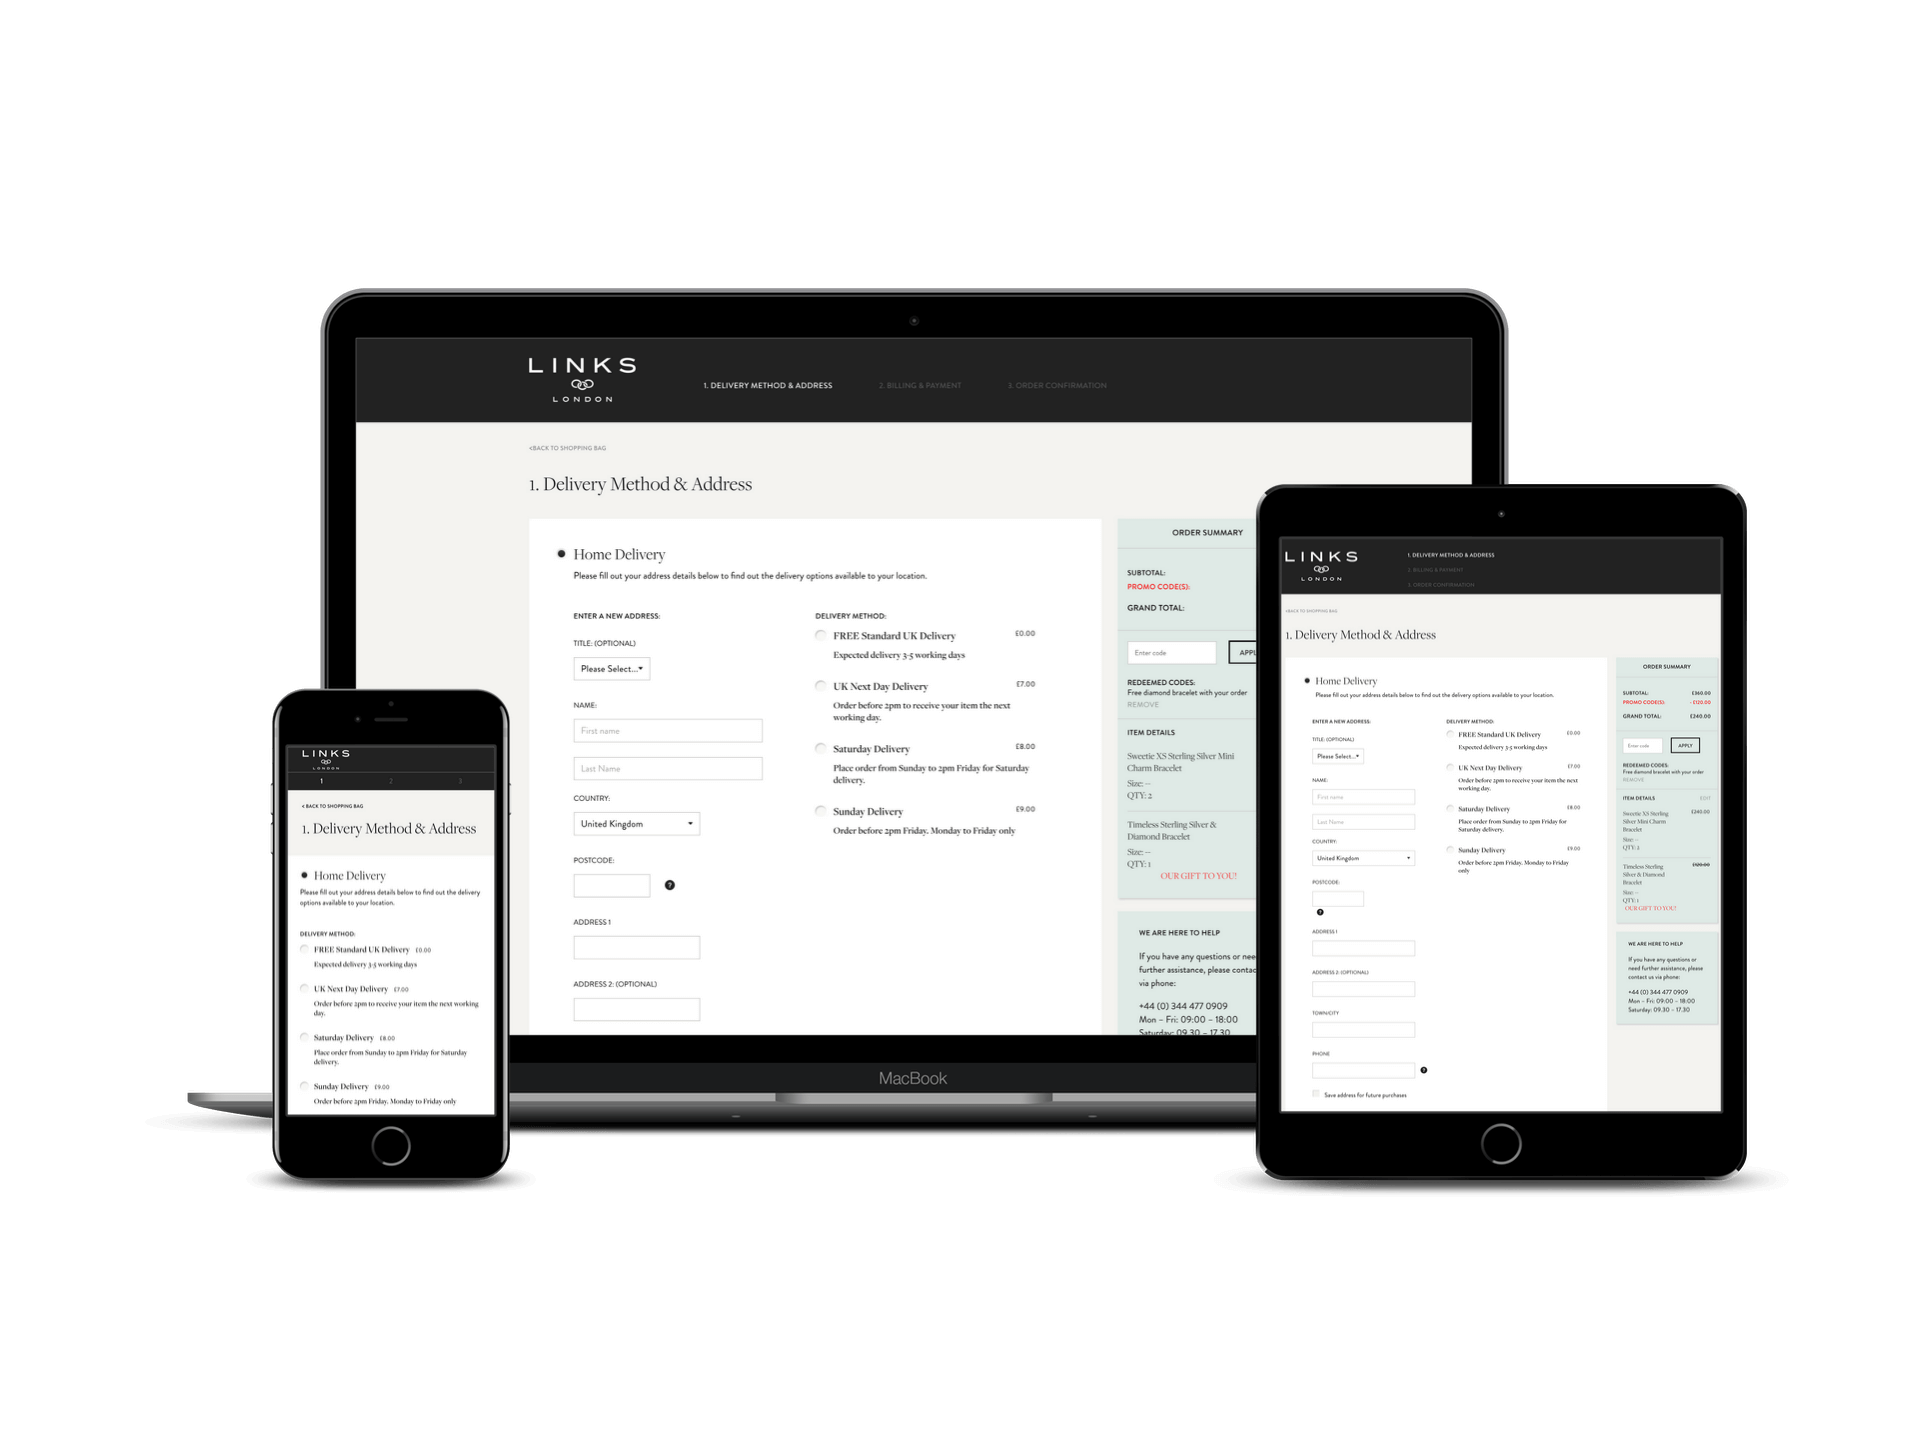 LINKS
LONDON
1. DELIVERY METHOD & ADDRESS
2. BILLING & PAYMENT
3. ORDER CONFIRMATION
<BACK TO SHOPPING BAG
1. Delivery Method & Address
Home Delivery
Please fill out your address details below to find out the delivery options available to your location.
ENTER A NEW ADDRESS:
TITLE: (OPTIONAL)
Please Select...
NAME:
First name
Last Name
COUNTRY:
United Kingdom
POSTCODE:
?
ADDRESS 1
ADDRESS 2: (OPTIONAL)
DELIVERY METHOD:
FREE Standard UK Delivery £0.00
Expected delivery 3-5 working days
UK Next Day Delivery £7.00
Order before 2pm to receive your item the next
working day.
Saturday Delivery £8.00
Place order from Sunday to 2pm Friday for Saturday
delivery.
Sunday Delivery £9.00
Order before 2pm Friday. Monday to Friday only
ORDER SUMMARY
SUBTOTAL:
PROMO CODE(S):
GRAND TOTAL:
Enter code
APPL
REDEEMED CODES:
Free diamond bracelet with your order
REMOVE
ITEM DETAILS
Sweetie XS Sterling Silver Mini
Charm Bracelet
Size: --
QTY: 2
Timeless Sterling Silver &
Diamond Bracelet
Size: --
QTY: 1
OUR GIFT TO YOU!
WE ARE HERE TO HELP
If you have any questions or nee
further assistance, please contac
via phone:
+44 (0) 344 477 0909
Mon – Fri: 09:00 – 18:00
Saturday: 09.30 – 17.30
MacBook
LINKS
LONDON
1 2 3
< BACK TO SHOPPING BAG
1. Delivery Method & Address
Home Delivery
Please fill out your address details below to find out the delivery
options available to your location.
DELIVERY METHOD:
FREE Standard UK Delivery £0.00
Expected delivery 3-5 working days
UK Next Day Delivery £7.00
Order before 2pm to receive your item the next working
day.
Saturday Delivery £8.00
Place order from Sunday to 2pm Friday for Saturday
delivery.
Sunday Delivery £9.00
Order before 2pm Friday. Monday to Friday only
LINKS
LONDON
1. DELIVERY METHOD & ADDRESS
2. BILLING & PAYMENT
3. ORDER CONFIRMATION
<BACK TO SHOPPING BAG
1. Delivery Method & Address
Home Delivery
Please fill out your address details below to find out the delivery options available to your location.
ENTER A NEW ADDRESS:
TITLE: (OPTIONAL)
Please Select...
NAME:
First name
Last Name
COUNTRY:
United Kingdom
POSTCODE:
?
ADDRESS 1
ADDRESS 2: (OPTIONAL)
TOWN/CITY
PHONE
?
Save address for future purchases
DELIVERY METHOD:
FREE Standard UK Delivery £0.00
Expected delivery 3-5 working days
UK Next Day Delivery £7.00
Order before 2pm to receive your item the next
working day.
Saturday Delivery £8.00
Place order from Sunday to 2pm Friday for
Saturday delivery.
Sunday Delivery £9.00
Order before 2pm Friday. Monday to Friday
only
ORDER SUMMARY
SUBTOTAL: £360.00
PROMO CODE(S): - £120.00
GRAND TOTAL: £240.00
Enter code
APPLY
REDEEMED CODES:
Free diamond bracelet with your order
REMOVE
ITEM DETAILS EDIT
Sweetie XS Sterling £240.00
Silver Mini Charm
Bracelet
Size: --
QTY: 2
Timeless Sterling £120.00
Silver & Diamond
Bracelet
Size: --
QTY: 1
OUR GIFT TO YOU!
WE ARE HERE TO HELP
If you have any questions or
need further assistance, please
contact us via phone:
+44 (0) 344 477 0909
Mon – Fri: 09:00 – 18:00
Saturday: 09.30 – 17.30